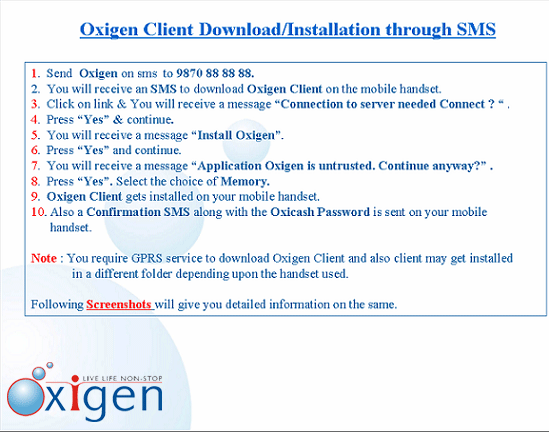 Oxigen Client Download/Installation through SMS
1. Send Oxigen on sms to 9870 88 88 88.
2. You will receive an SMS to download Oxigen Client on the mobile handset.
3. Click on link & You will receive a message “Connection to server needed Connect ? “ .
4. Press “Yes” & continue.
5. You will receive a message “Install Oxigen”.
6. Press “Yes” and continue.
7. You will receive a message “Application Oxigen is untrusted. Continue anyway?” .
8. Press “Yes”. Select the choice of Memory.
9. Oxigen Client gets installed on your mobile handset.
10. Also a Confirmation SMS along with the Oxicash Password is sent on your mobile
handset.
Note : You require GPRS service to download Oxigen Client and also client may get installed
in a different folder depending upon the handset used.
Following Screenshots will give you detailed information on the same.
LIVE LIFE NON-STOP
Oxigen